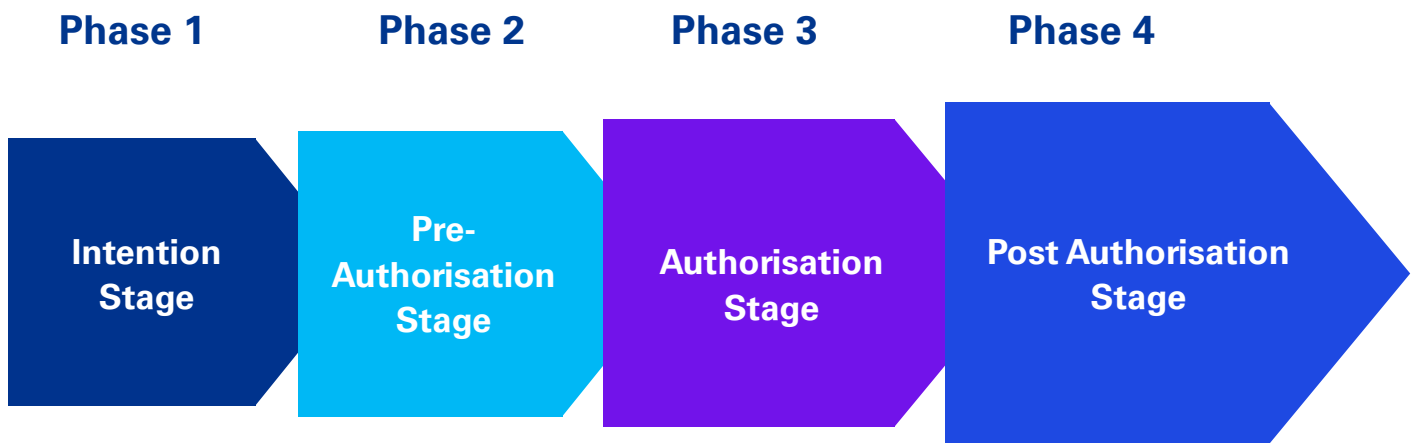 Phase 1
Phase 2
Phase 3
Phase 4
Intention
Stage
Pre-
Authorisation
Stage
Authorisation
Stage
Post Authorisation
Stage